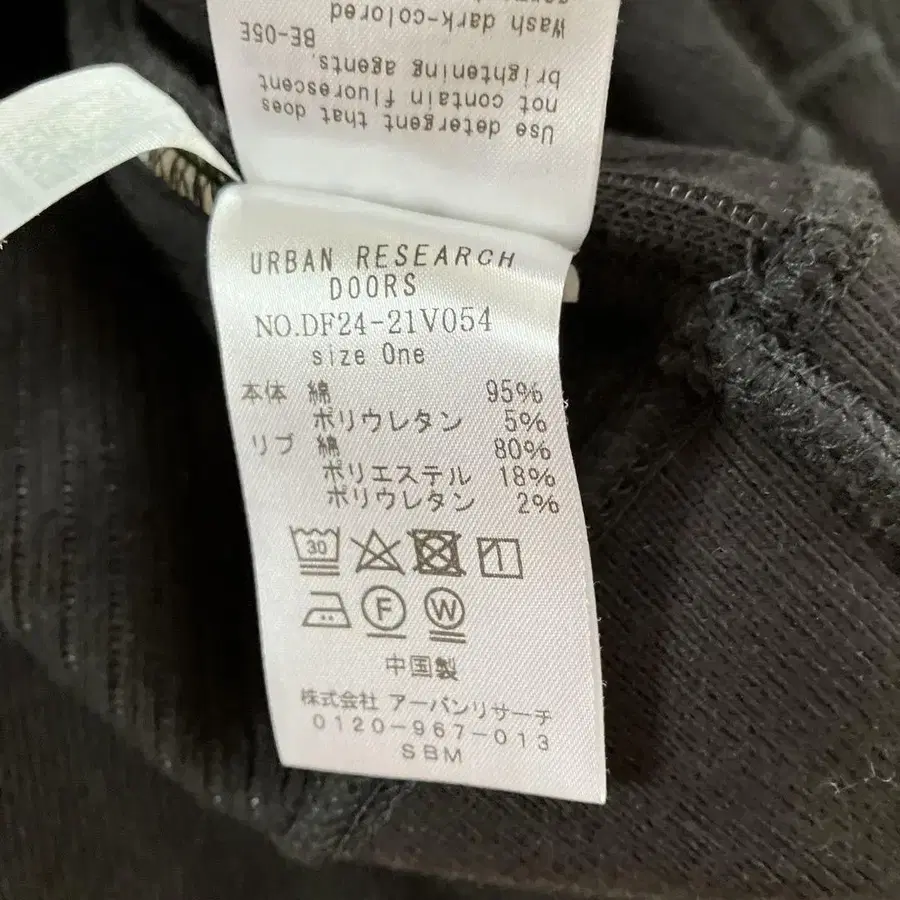 Use detergent that does
not contain fluorescent
brightening agents.
BE-05E
Wash dark-colored
URBAN RESEARCH
DOORS
NO.DF24-21V054
size One
本体 綿 95%
ポリウレタン 5%
リブ 綿 80%
ポリエステル 18%
ポリウレタン 2%
30
F W
中国製
株式会社 アーバンリサーチ
0120-967-013
SBM